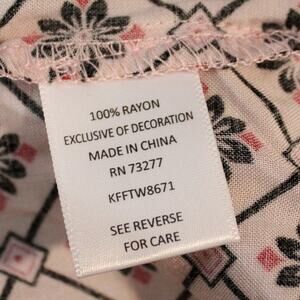 100% RAYON
EXCLUSIVE OF DECORATION
MADE IN CHINA
RN 73277
KFFTW8671
SEE REVERSE
FOR CARE